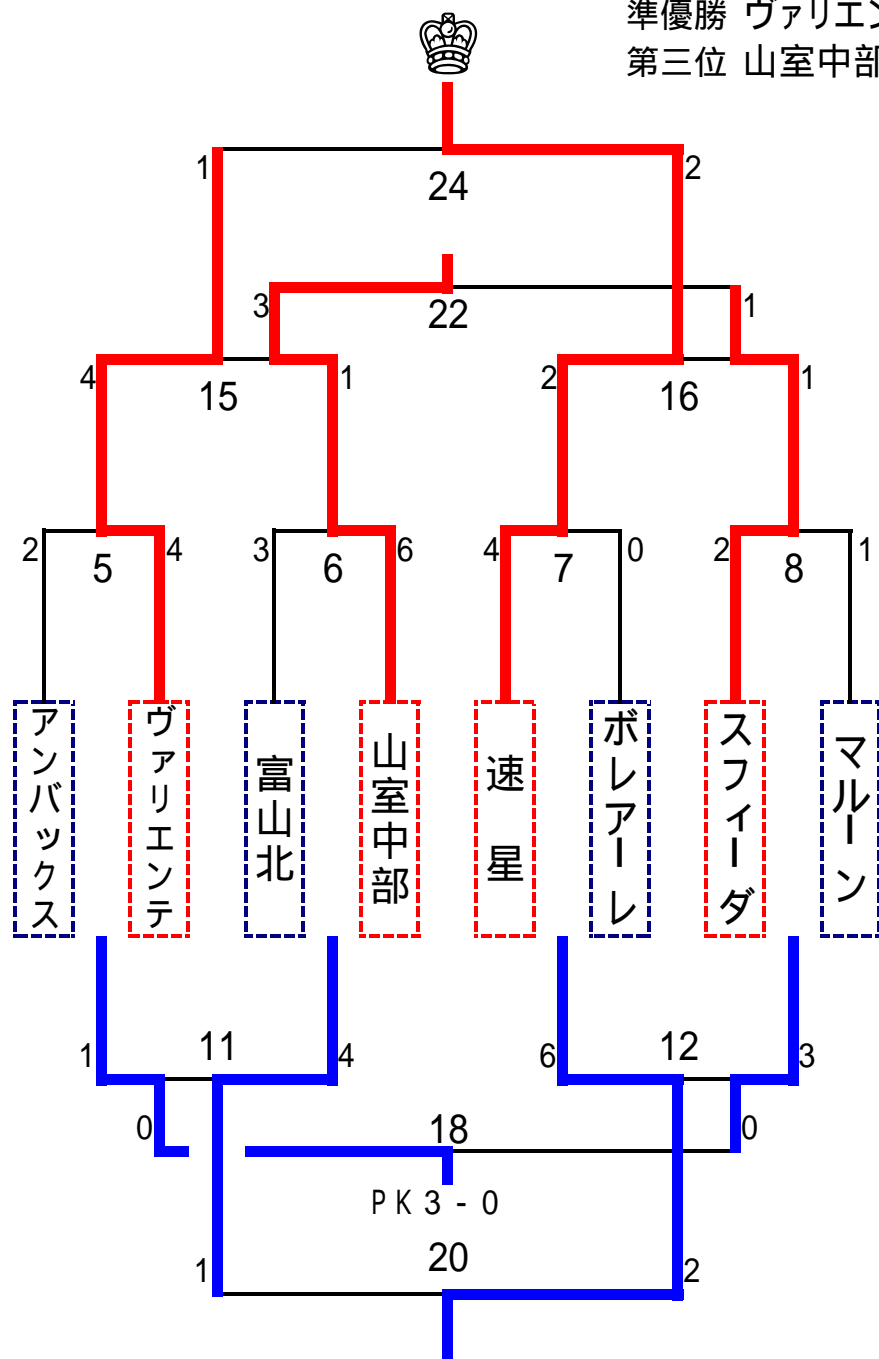 準優勝 ヴァリエン
第三位 山室中部
1 2
24
3 1
22
4 1 2 1
15 16
2 4 3 6 4 0 2 1
5 6 7 8
アンバックス
ヴァリエンテ
富山北
山室中部
速星
ボレアーレ
スフィーダ
マルーン
11 12
1 4 6 3
0 18 0
PK3-0
20
1 2